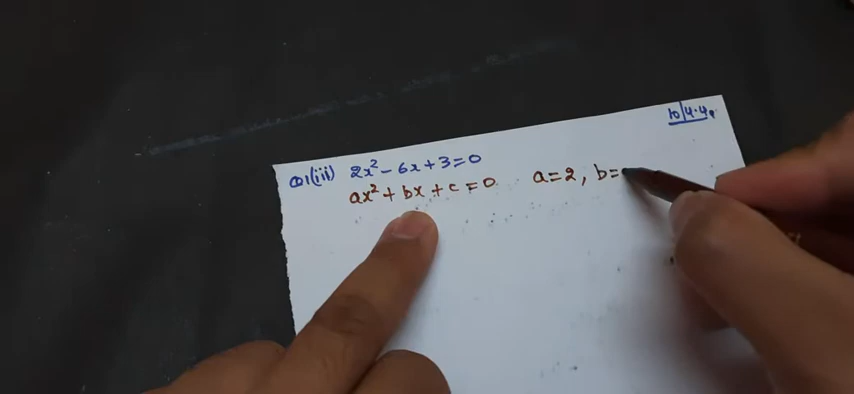 10/4.4,
Q1(iii) 2x² - 6x + 3 = 0
ax² + bx + c = 0 a = 2, b =